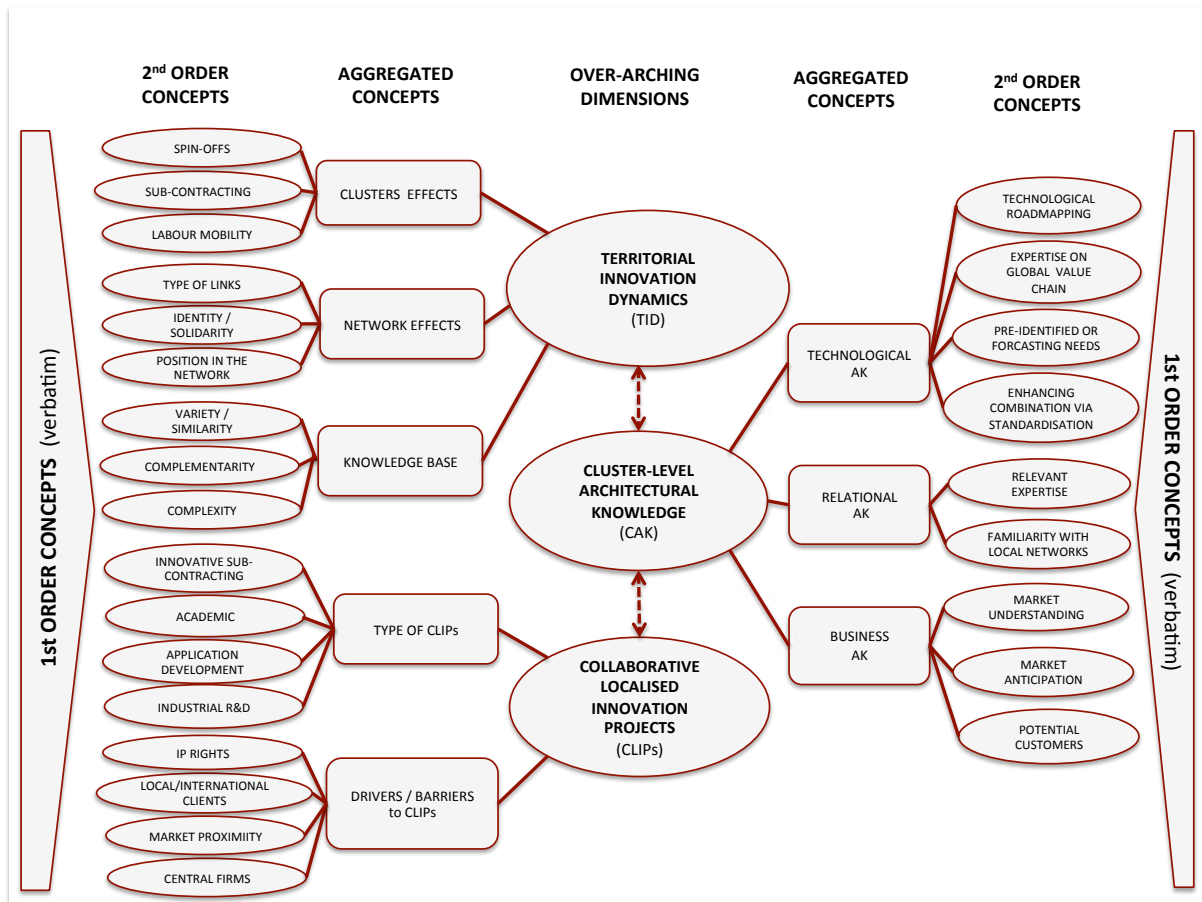 2nd ORDER
CONCEPTS
AGGREGATED
CONCEPTS
OVER-ARCHING
DIMENSIONS
AGGREGATED
CONCEPTS
2nd ORDER
CONCEPTS
1st ORDER CONCEPTS (verbatim)
SPIN-OFFS
SUB-CONTRACTING
LABOUR MOBILITY
TYPE OF LINKS
IDENTITY /
SOLIDARITY
POSITION IN THE
NETWORK
VARIETY /
SIMILARITY
COMPLEMENTARITY
COMPLEXITY
INNOVATIVE SUB-
CONTRACTING
ACADEMIC
APPLICATION
DEVELOPMENT
INDUSTRIAL R&D
IP RIGHTS
LOCAL/INTERNATIONAL
CLIENTS
MARKET PROXIMIITY
CENTRAL FIRMS
CLUSTERS EFFECTS
NETWORK EFFECTS
KNOWLEDGE BASE
TYPE OF CLIPs
DRIVERS / BARRIERS
to CLIPs
TERRITORIAL
INNOVATION
DYNAMICS
(TID)
CLUSTER-LEVEL
ARCHITECTURAL
KNOWLEDGE
(CAK)
COLLABORATIVE
LOCALISED
INNOVATION
PROJECTS
(CLIPs)
TECHNOLOGICAL
AK
RELATIONAL
AK
BUSINESS
AK
TECHNOLOGICAL
ROADMAPPING
EXPERTISE ON
GLOBAL VALUE
CHAIN
PRE-IDENTIFIED OR
FORCASTING NEEDS
ENHANCING
COMBINATION VIA
STANDARDISATION
RELEVANT
EXPERTISE
FAMILIARITY WITH
LOCAL NETWORKS
MARKET
UNDERSTANDING
MARKET
ANTICIPATION
POTENTIAL
CUSTOMERS
1st ORDER CONCEPTS (verbatim)